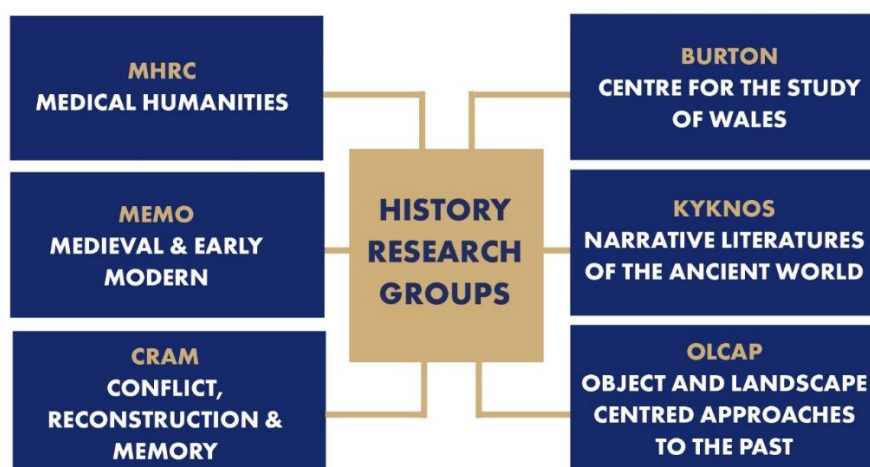 MHRC
MEDICAL HUMANITIES
MEMO
MEDIEVAL & EARLY
MODERN
CRAM
CONFLICT,
RECONSTRUCTION &
MEMORY
HISTORY
RESEARCH
GROUPS
BURTON
CENTRE FOR THE STUDY
OF WALES
KYKNOS
NARRATIVE LITERATURES
OF THE ANCIENT WORLD
OLCAP
OBJECT AND LANDSCAPE
CENTRED APPROACHES
TO THE PAST